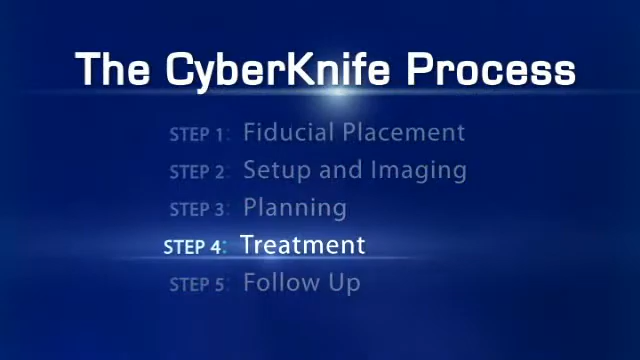 The CyberKnife Process
STEP 1: Fiducial Placement
STEP 2: Setup and Imaging
STEP 3: Planning
STEP 4: Treatment
STEP 5: Follow Up